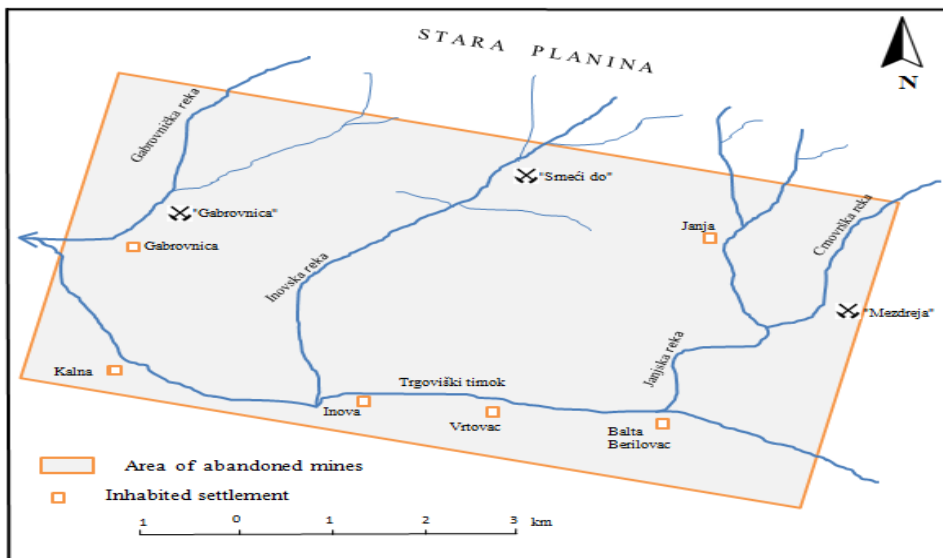 STARA PLANINA
N
Gabrovnička reka
"Gabrovnica"
Gabrovnica
"Smeći do"
Inovska reka
Janja
Crnovrška reka
"Mezdreja"
Janjska reka
Kalna
Trgoviški timok
Inova
Vrtovac
Balta
Berilovac
Area of abandoned mines
Inhabited settlement
1 0 1 2 3 km